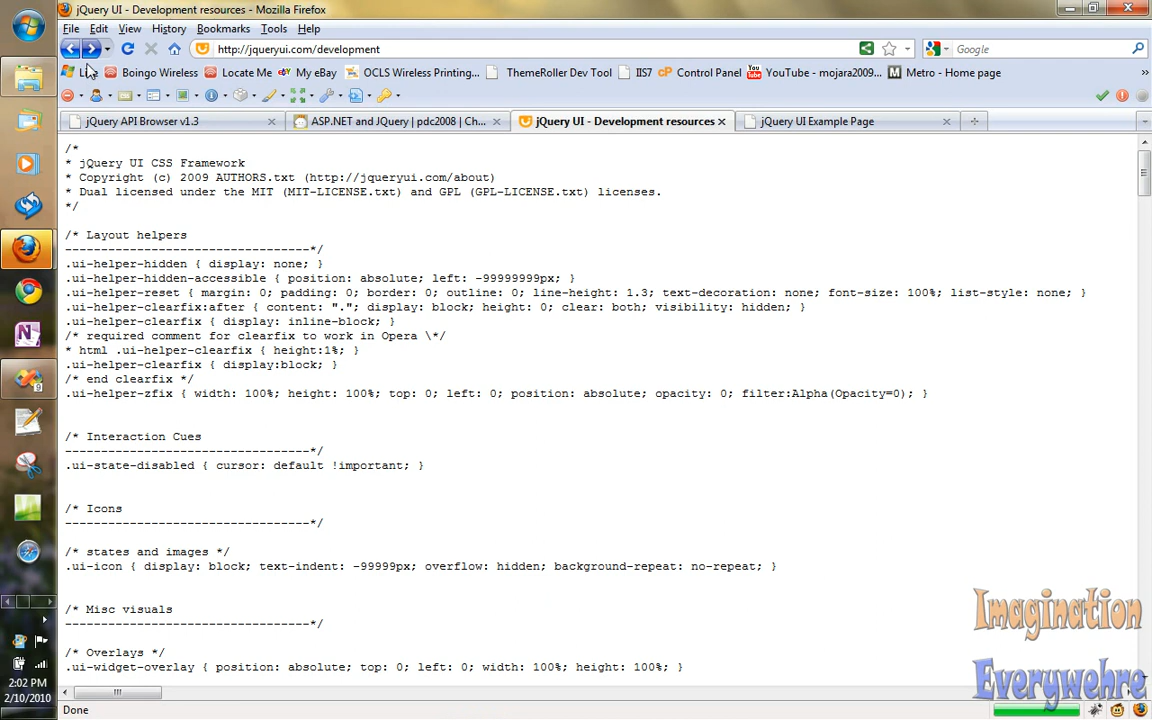 jQuery UI - Development resources - Mozilla Firefox
File Edit View History Bookmarks Tools Help
http://jqueryui.com/development
Google
Boingo Wireless Locate Me My eBay OCLS Wireless Printing... ThemeRoller Dev Tool IIS7 Control Panel YouTube - mojara2009... Metro - Home page »
jQuery API Browser v1.3
ASP.NET and JQuery | pdc2008 | Ch...
jQuery UI - Development resources
jQuery UI Example Page
/*
* jQuery UI CSS Framework
* Copyright (c) 2009 AUTHORS.txt (http://jqueryui.com/about)
* Dual licensed under the MIT (MIT-LICENSE.txt) and GPL (GPL-LICENSE.txt) licenses.
*/
/* Layout helpers
----------------------------------*/
.ui-helper-hidden { display: none; }
.ui-helper-hidden-accessible { position: absolute; left: -99999999px; }
.ui-helper-reset { margin: 0; padding: 0; border: 0; outline: 0; line-height: 1.3; text-decoration: none; font-size: 100%; list-style: none; }
.ui-helper-clearfix:after { content: "."; display: block; height: 0; clear: both; visibility: hidden; }
.ui-helper-clearfix { display: inline-block; }
/* required comment for clearfix to work in Opera \*/
* html .ui-helper-clearfix { height:1%; }
.ui-helper-clearfix { display:block; }
/* end clearfix */
.ui-helper-zfix { width: 100%; height: 100%; top: 0; left: 0; position: absolute; opacity: 0; filter:Alpha(Opacity=0); }
/* Interaction Cues
----------------------------------*/
.ui-state-disabled { cursor: default !important; }
/* Icons
----------------------------------*/
/* states and images */
.ui-icon { display: block; text-indent: -99999px; overflow: hidden; background-repeat: no-repeat; }
/* Misc visuals
----------------------------------*/
/* Overlays */
.ui-widget-overlay { position: absolute; top: 0; left: 0; width: 100%; height: 100%; }
Imagination
Everywehre
2:02 PM
2/10/2010
Done